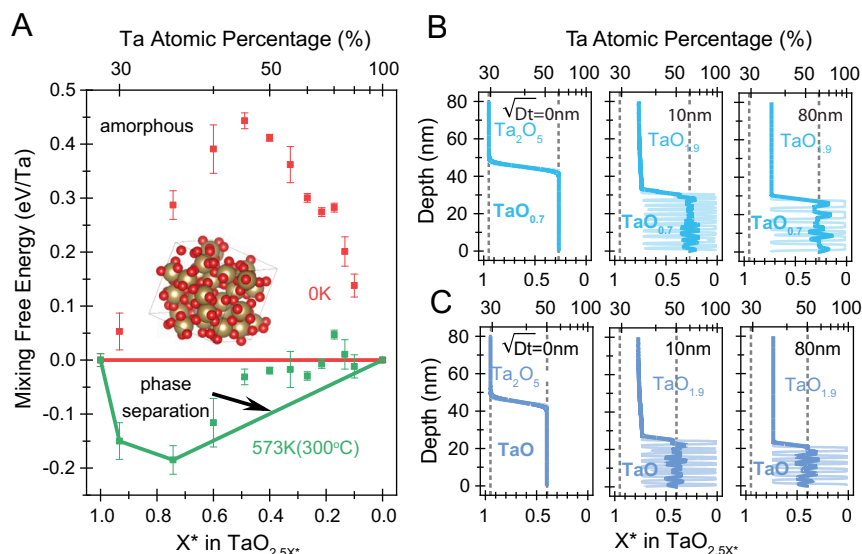 A
Ta Atomic Percentage (%)
30 50 100
Mixing Free Energy (eV/Ta)
0.5
0.4
0.3
0.2
0.1
0.0
-0.1
-0.2
amorphous
0K
phase
separation
573K(300°C)
1.0 0.8 0.6 0.4 0.2 0.0
X* in TaO2.5X*
B
Ta Atomic Percentage (%)
30 50 100 30 50 100 30 50 100
Depth (nm)
80
60
40
20
0
√Dt=0nm
Ta2O5
TaO0.7
10nm
TaO1.9
TaO0.7
80nm
TaO1.9
TaO0.7
1 0.5 0 1 0.5 0 1 0.5 0
C
30 50 100 30 50 100 30 50 100
Depth (nm)
80
60
40
20
0
√Dt=0nm
Ta2O5
TaO
10nm
TaO1.9
TaO
80nm
TaO1.9
TaO
1 0.5 0 1 0.5 0 1 0.5 0
X* in TaO2.5X*